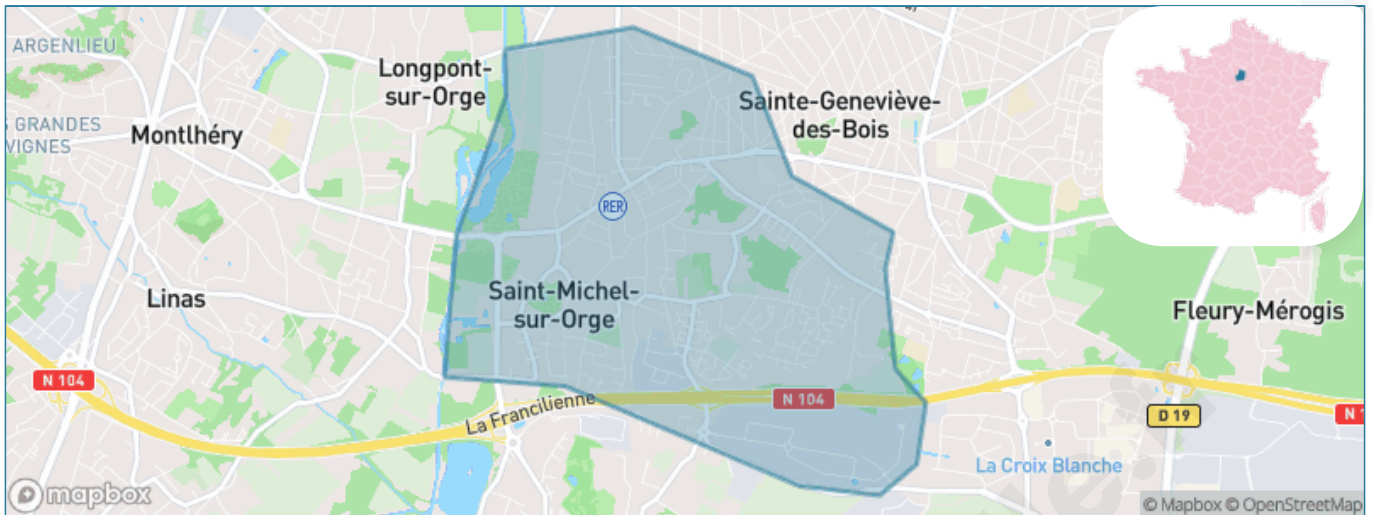 ARGENLIEU
Longpont-
sur-Orge
Sainte-Geneviève-
des-Bois
GRANDES
VIGNES
Montlhéry
RER
Saint-Michel-
sur-Orge
Linas
Fleury-Mérogis
N 104
N 104
La Francilienne
D 19
N 1
La Croix Blanche
mapbox
© Mapbox © OpenStreetMap